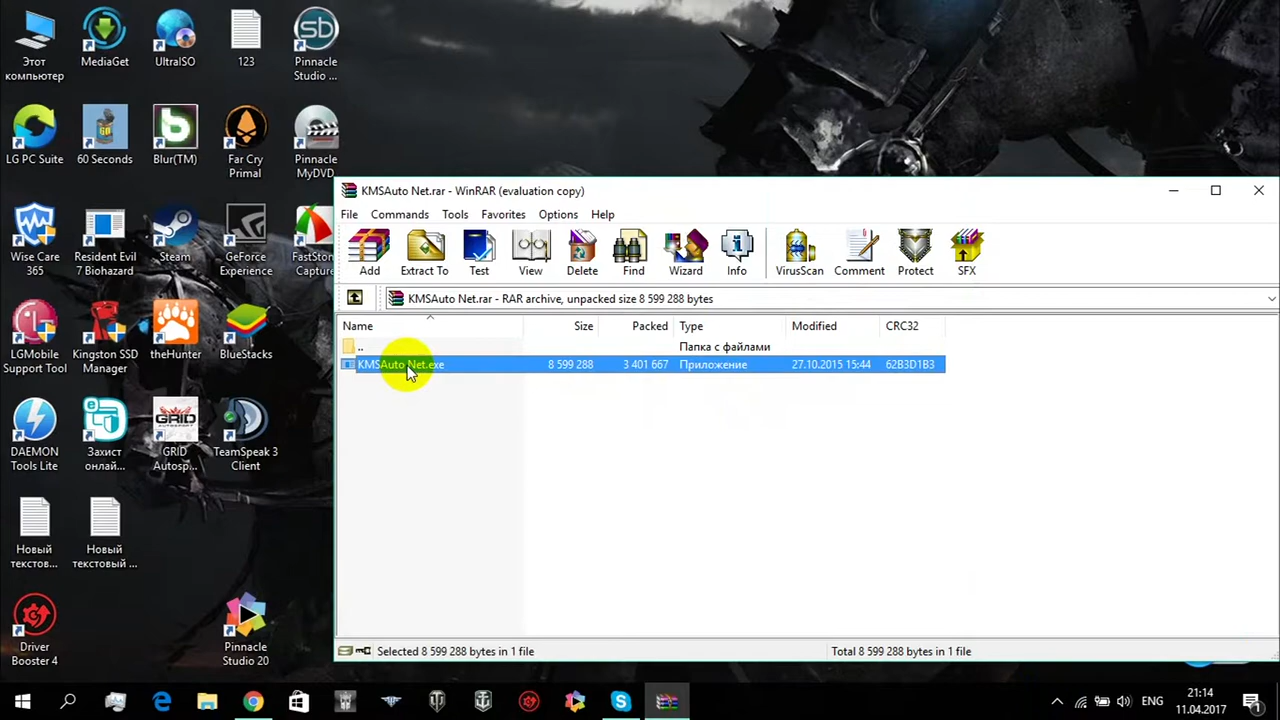 Этот
компьютер
MediaGet
UltraISO
123
Pinnacle
Studio ...
LG PC Suite
60 Seconds
Blur(TM)
Far Cry
Primal
Pinnacle
MyDVD
Wise Care
365
Resident Evil
7 Biohazard
Steam
GeForce
Experience
FastSton
Capture
LGMobile
Support Tool
Kingston SSD
Manager
theHunter
BlueStacks
DAEMON
Tools Lite
Захист
онлай...
GRID
Autosp...
TeamSpeak 3
Client
Новый
текстов...
Новый
текстовый ...
Driver
Booster 4
Pinnacle
Studio 20
KMSAuto Net.rar - WinRAR (evaluation copy)
File Commands Tools Favorites Options Help
Add Extract To Test View Delete Find Wizard Info VirusScan Comment Protect SFX
KMSAuto Net.rar - RAR archive, unpacked size 8 599 288 bytes
Name Size Packed Type Modified CRC32
.. Папка с файлами
KMSAuto Net.exe 8 599 288 3 401 667 Приложение 27.10.2015 15:44 62B3D1B3
Selected 8 599 288 bytes in 1 file Total 8 599 288 bytes in 1 file
ENG
21:14
11.04.2017